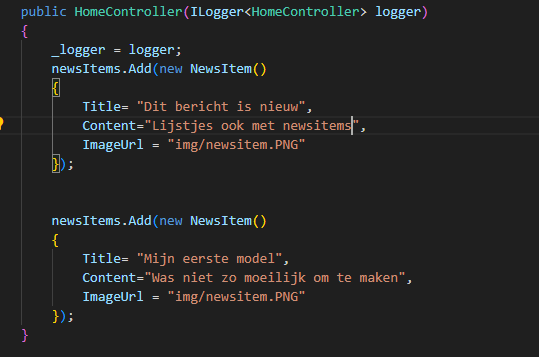 public HomeController(ILogger<HomeController> logger)
{
_logger = logger;
newsItems.Add(new NewsItem()
{
Title= "Dit bericht is nieuw",
Content="Lijstjes ook met newsitems",
ImageUrl = "img/newsitem.PNG"
});
newsItems.Add(new NewsItem()
{
Title= "Mijn eerste model",
Content="Was niet zo moeilijk om te maken",
ImageUrl = "img/newsitem.PNG"
});
}